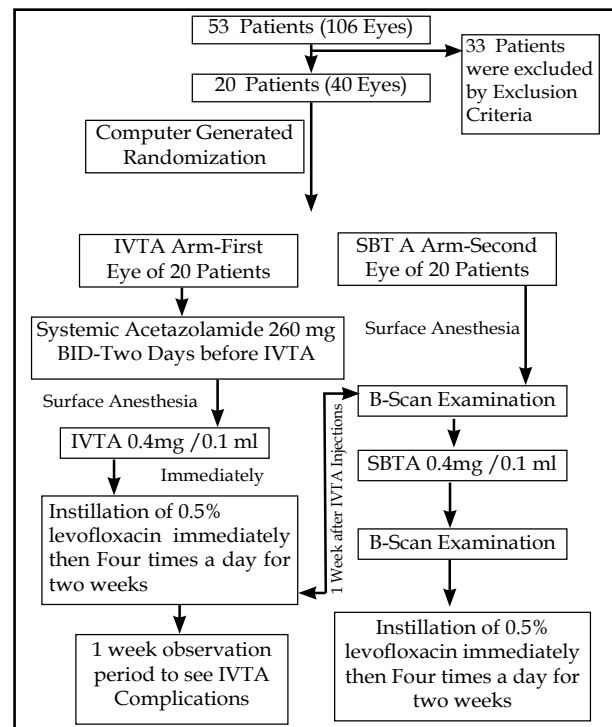 53 Patients (106 Eyes)
33 Patients
were excluded
by Exclusion
Criteria
20 Patients (40 Eyes)
Computer Generated
Randomization
IVTA Arm-First
Eye of 20 Patients
SBT A Arm-Second
Eye of 20 Patients
Systemic Acetazolamide 260 mg
BID-Two Days before IVTA
Surface Anesthesia
Surface Anesthesia
B-Scan Examination
IVTA 0.4mg /0.1 ml
SBTA 0.4mg /0.1 ml
Immediately
1 Week after IVTA Injections
Instillation of 0.5%
levofloxacin immediately
then Four times a day for
two weeks
B-Scan Examination
1 week observation
period to see IVTA
Complications
Instillation of 0.5%
levofloxacin immediately
then Four times a day for
two weeks